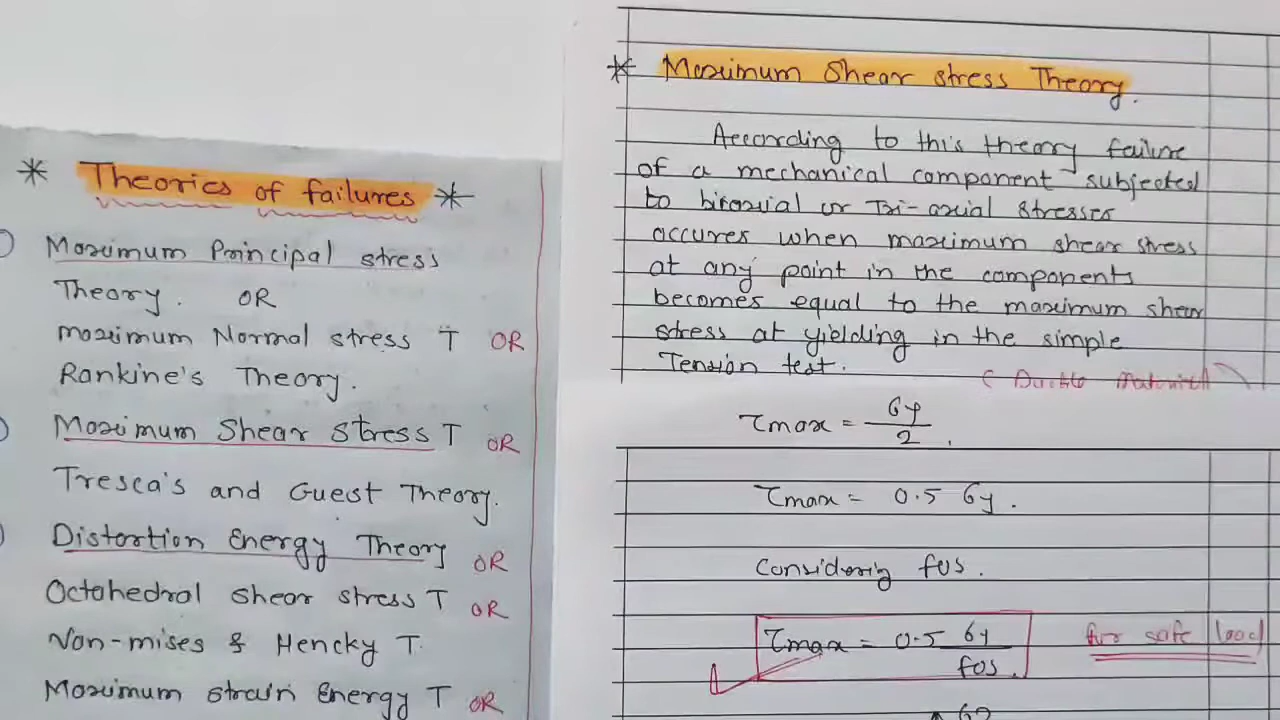 * Theories of failures *
Maximum Principal stress
Theory. OR
maximum Normal stress T OR
Rankine's Theory.
Maximum Shear Stress T OR
Tresca's and Guest Theory.
Distortion Energy Theory OR
Octahedral shear stress T OR
Von-mises & Hencky T.
Maximum strain Energy T OR
* Maximum Shear stress Theory.
According to this theory failure
of a mechanical component subjected
to biaxial or Tri-axial stresses
occures when maximum shear stress
at any point in the components
becomes equal to the maximum shear
stress at yielding in the simple
Tension test.
( Ductile Material)
τmax = σy/2.
τmax = 0.5 σy.
Considering fos.
τmax = 0.5 σy/fos. for safe load